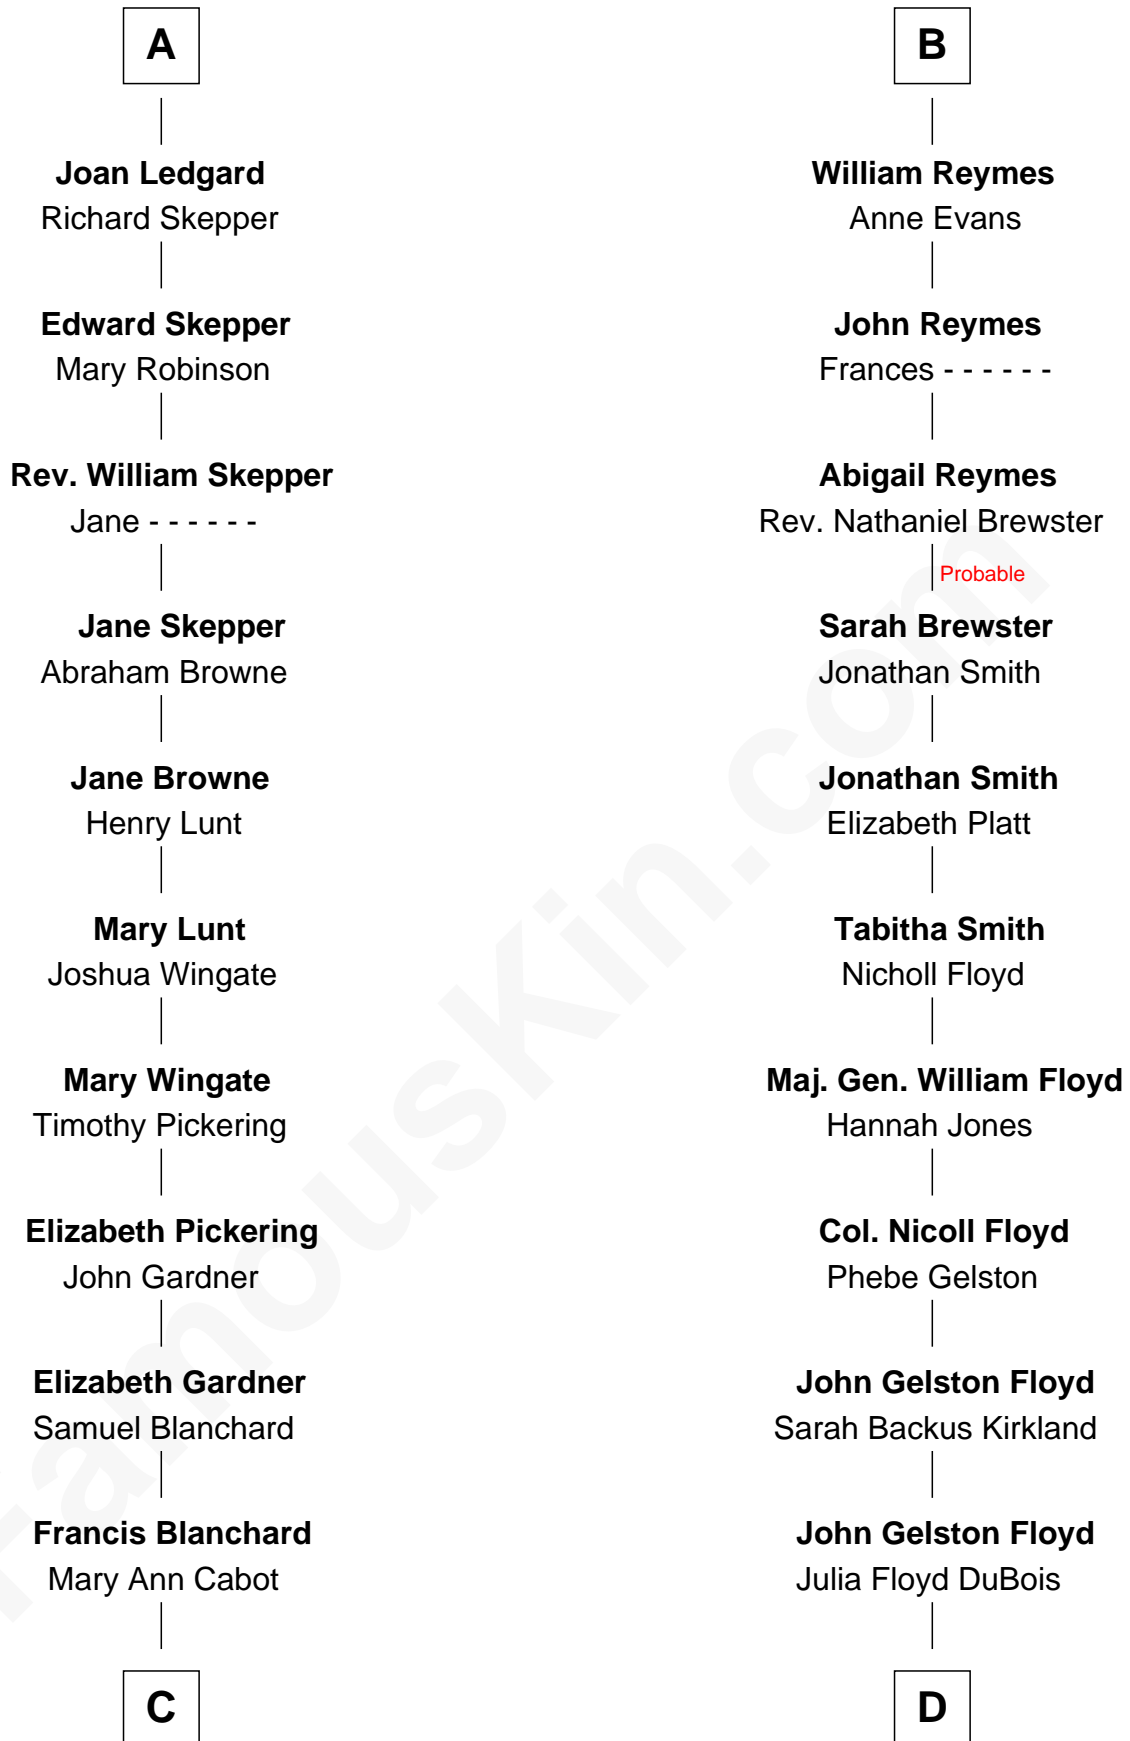 A
Joan Ledgard
Richard Skepper
Edward Skepper
Mary Robinson
Rev. William Skepper
Jane - - - - - -
Jane Skepper
Abraham Browne
Jane Browne
Henry Lunt
Mary Lunt
Joshua Wingate
Mary Wingate
Timothy Pickering
Elizabeth Pickering
John Gardner
Elizabeth Gardner
Samuel Blanchard
Francis Blanchard
Mary Ann Cabot
C
B
William Reymes
Anne Evans
John Reymes
Frances - - - - - -
Abigail Reymes
Rev. Nathaniel Brewster
Probable
Sarah Brewster
Jonathan Smith
Jonathan Smith
Elizabeth Platt
Tabitha Smith
Nicholl Floyd
Maj. Gen. William Floyd
Hannah Jones
Col. Nicoll Floyd
Phebe Gelston
John Gelston Floyd
Sarah Backus Kirkland
John Gelston Floyd
Julia Floyd DuBois
D
FamousKin.com